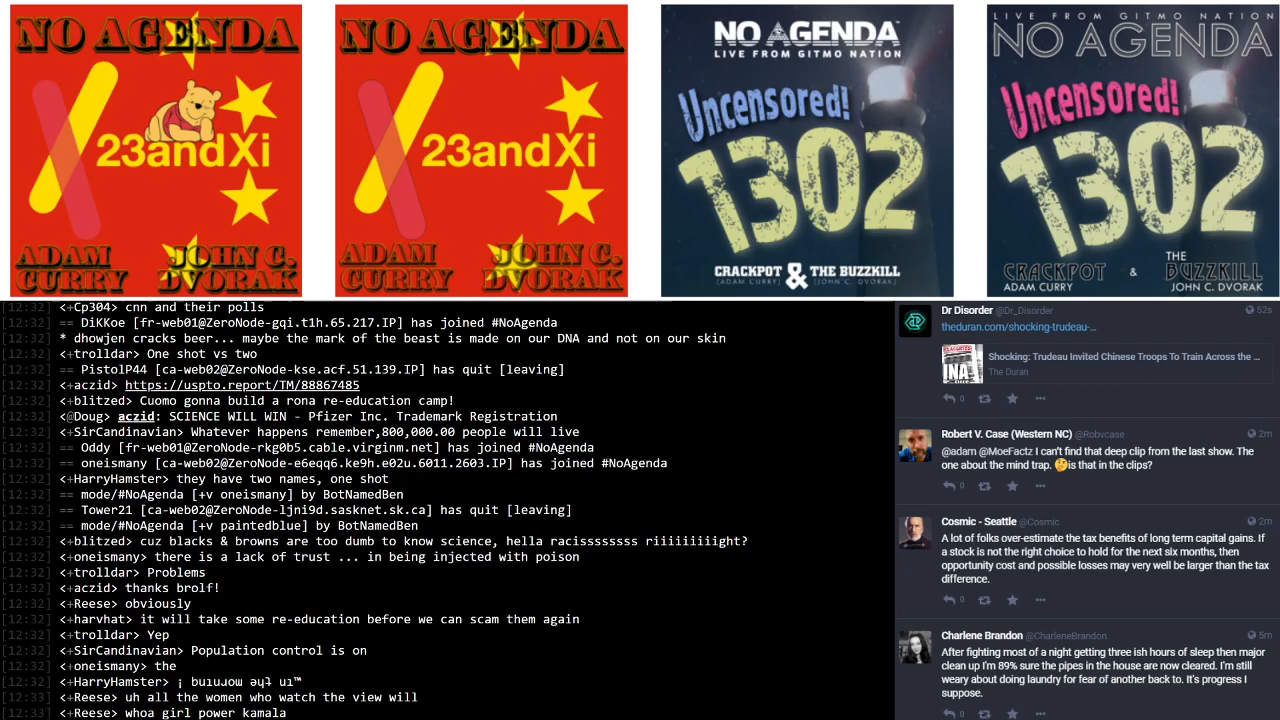 NO AGENDA
23andXi
ADAM CURRY
JOHN C. DVORAK
NO AGENDA
23andXi
ADAM CURRY
JOHN C. DVORAK
NO AGENDA™
LIVE FROM GITMO NATION
Uncensored!
1302
CRACKPOT & THE BUZZKILL
[ADAM CURRY] [JOHN C. DVORAK]
LIVE FROM GITMO NATION
NO AGENDA
Uncensored!
1302
CRACKPOT & THE BUZZKILL
ADAM CURRY JOHN C. DVORAK
[12:32] <+Cp304> cnn and their polls
[12:32] == DiKKoe [fr-web01@ZeroNode-gqi.t1h.65.217.IP] has joined #NoAgenda
[12:32] * dhowjen cracks beer... maybe the mark of the beast is made on our DNA and not on our skin
[12:32] <+trolldar> One shot vs two
[12:32] == PistolP44 [ca-web02@ZeroNode-kse.acf.51.139.IP] has quit [leaving]
[12:32] <+aczid> https://uspto.report/TM/88867485
[12:32] <+blitzed> Cuomo gonna build a rona re-education camp!
[12:32] <@Doug> aczid: SCIENCE WILL WIN - Pfizer Inc. Trademark Registration
[12:32] <+SirCandinavian> Whatever happens remember,800,000.00 people will live
[12:32] == Oddy [fr-web01@ZeroNode-rkg0b5.cable.virginm.net] has joined #NoAgenda
[12:32] == oneismany [ca-web02@ZeroNode-e6eqq6.ke9h.e02u.6011.2603.IP] has joined #NoAgenda
[12:32] <+HarryHamster> they have two names, one shot
[12:32] == mode/#NoAgenda [+v oneismany] by BotNamedBen
[12:32] == Tower21 [ca-web02@ZeroNode-ljni9d.sasknet.sk.ca] has quit [leaving]
[12:32] == mode/#NoAgenda [+v paintedblue] by BotNamedBen
[12:32] <+blitzed> cuz blacks & browns are too dumb to know science, hella racisssssssss riiiiiiiiight?
[12:32] <+oneismany> there is a lack of trust ... in being injected with poison
[12:32] <+trolldar> Problems
[12:32] <+aczid> thanks brolf!
[12:32] <+Reese> obviously
[12:32] <+harvhat> it will take some re-education before we can scam them again
[12:32] <+trolldar> Yep
[12:32] <+SirCandinavian> Population control is on
[12:32] <+oneismany> the
[12:32] <+HarryHamster> ¡ ƃuıuɹoɯ ǝɥʇ uı™
[12:33] <+Reese> uh all the women who watch the view will
[12:33] <+Reese> whoa girl power kamala
Dr Disorder @Dr_Disorder 52s
theduran.com/shocking-trudeau-…
Shocking: Trudeau Invited Chinese Troops To Train Across the ...
The Duran
0
Robert V. Case (Western NC) @Robvcase 2m
@adam @MoeFactz I can't find that deep clip from the last show. The
one about the mind trap. 🤔is that in the clips?
0
Cosmic - Seattle @Cosmic 2m
A lot of folks over-estimate the tax benefits of long term capital gains. If
a stock is not the right choice to hold for the next six months, then
opportunity cost and possible losses may very well be larger than the tax
difference.
0
Charlene Brandon @CharleneBrandon 5m
After fighting most of a night getting three ish hours of sleep then major
clean up I'm 89% sure the pipes in the house are now cleared. I'm still
weary about doing laundry for fear of another back to. It's progress I
suppose.
0